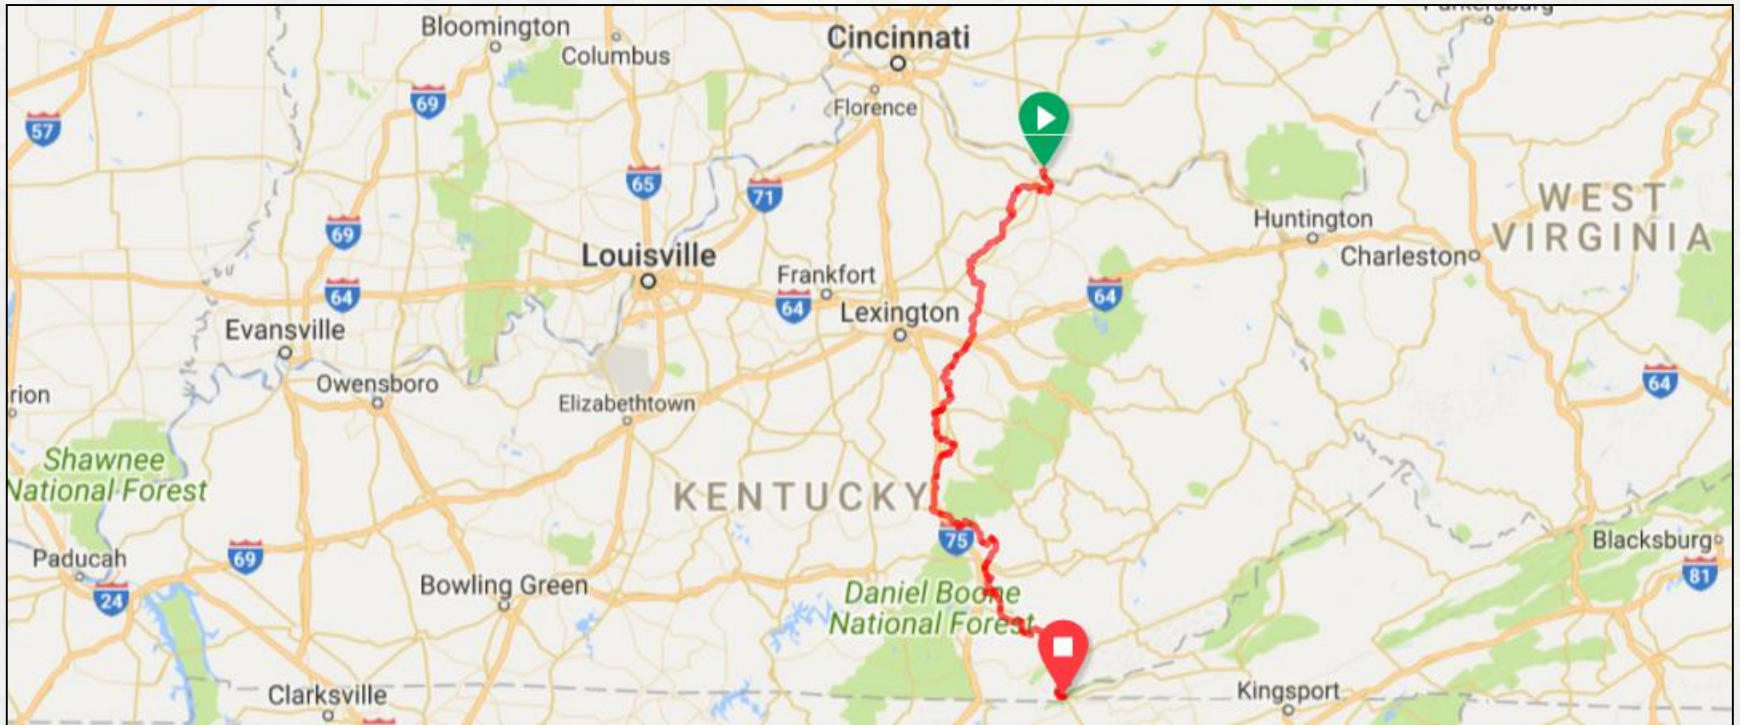 Parkersburg
Bloomington
Columbus
Cincinnati
Florence
69
57
65
71
WEST
VIRGINIA
Huntington
Charleston
69
Louisville
Frankfort
64
64
64
Lexington
Evansville
Owensboro
Elizabethtown
64
rion
Shawnee
National Forest
KENTUCKY
75
Blacksburg
81
Paducah
69
24
Bowling Green
Daniel Boone
National Forest
Clarksville
Kingsport